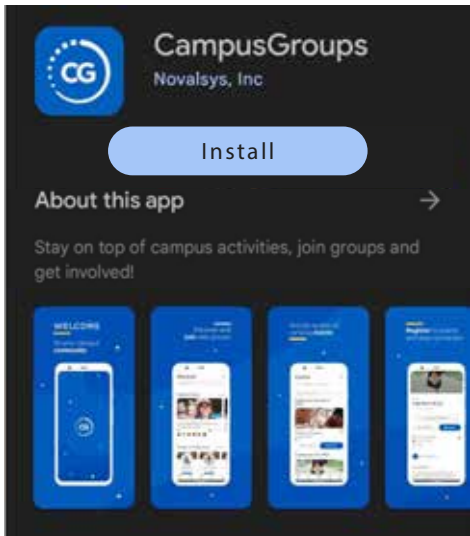 CG
CampusGroups
Novalsys, Inc
Install
About this app
Stay on top of campus activities, join groups and
get involved!
WELCOME
CG